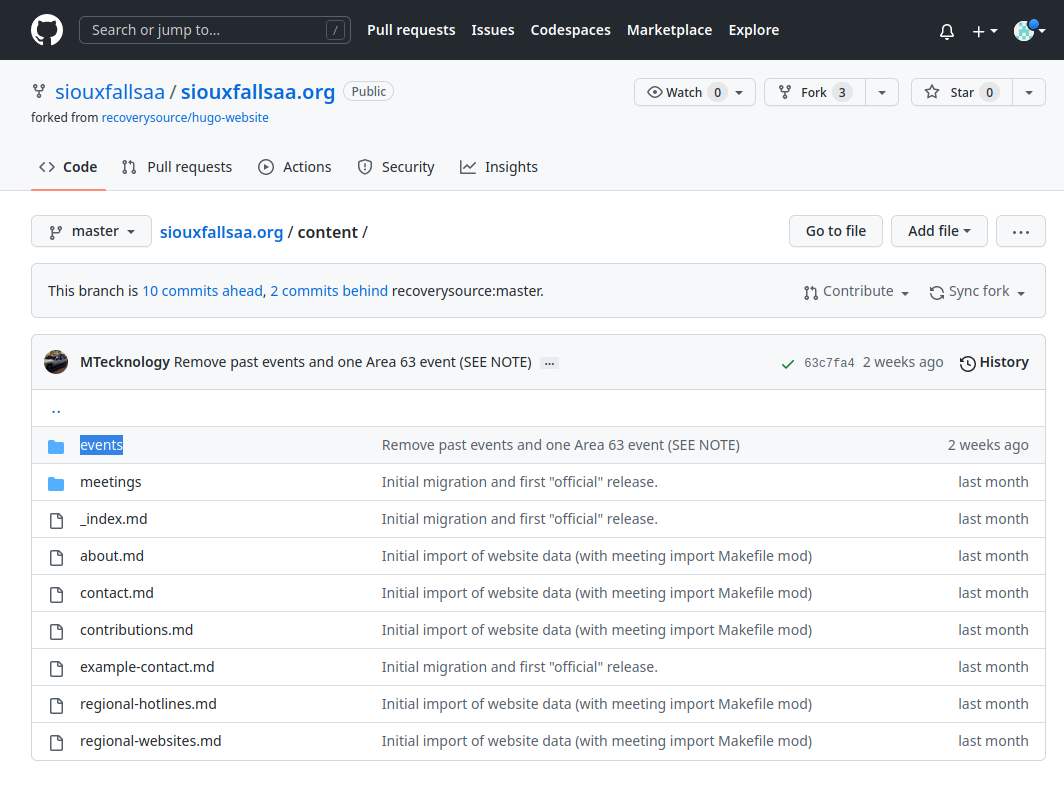 Search or jump to... / Pull requests Issues Codespaces Marketplace Explore
siouxfallsaa / siouxfallsaa.org Public Watch 0 Fork 3 Star 0
forked from recoverysource/hugo-website
Code Pull requests Actions Security Insights
master siouxfallsaa.org / content / Go to file Add file ...
This branch is 10 commits ahead, 2 commits behind recoverysource:master. Contribute Sync fork
MTecknology Remove past events and one Area 63 event (SEE NOTE) ... 63c7fa4 2 weeks ago History
..
events Remove past events and one Area 63 event (SEE NOTE) 2 weeks ago
meetings Initial migration and first "official" release. last month
_index.md Initial migration and first "official" release. last month
about.md Initial import of website data (with meeting import Makefile mod) last month
contact.md Initial import of website data (with meeting import Makefile mod) last month
contributions.md Initial import of website data (with meeting import Makefile mod) last month
example-contact.md Initial migration and first "official" release. last month
regional-hotlines.md Initial import of website data (with meeting import Makefile mod) last month
regional-websites.md Initial import of website data (with meeting import Makefile mod) last month